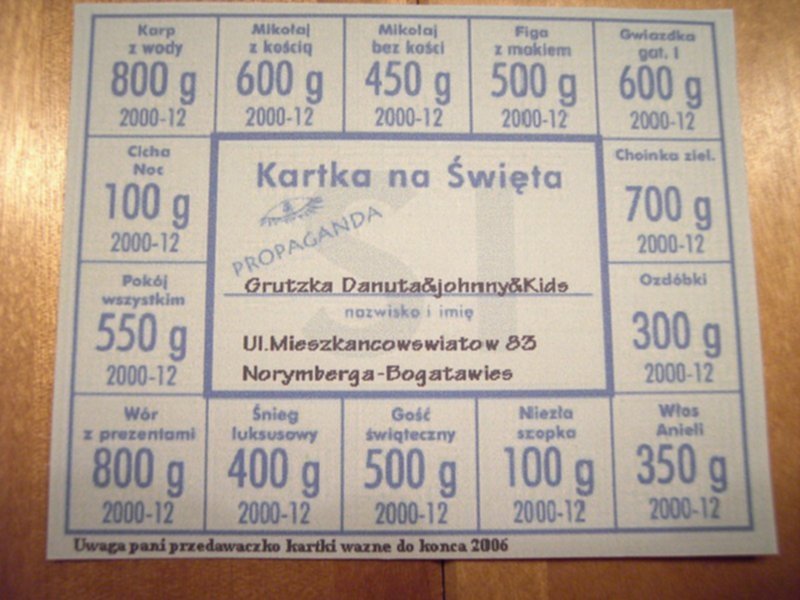 Karp
z wody
800 g
2000-12
Mikołaj
z kością
600 g
2000-12
Mikołaj
bez kości
450 g
2000-12
Figa
z makiem
500 g
2000-12
Gwiazdka
gat. I
600 g
2000-12
Cicha
Noc
100 g
2000-12
Kartka na Święta
SI
PROPAGANDA
Grutzka Danuta&johnny&Kids
nazwisko i imię
Ul.Mieszkancowswiatow 83
Norymberga-Bogatawies
Choinka ziel.
700 g
2000-12
Pokój
wszystkim
550 g
2000-12
Ozdóbki
300 g
2000-12
Wór
z prezentami
800 g
2000-12
Śnieg
luksusowy
400 g
2000-12
Gość
świąteczny
500 g
2000-12
Niezła
szopka
100 g
2000-12
Włos
Anieli
350 g
2000-12
Uwaga pani przedawaczko kartki wazne do konca 2006